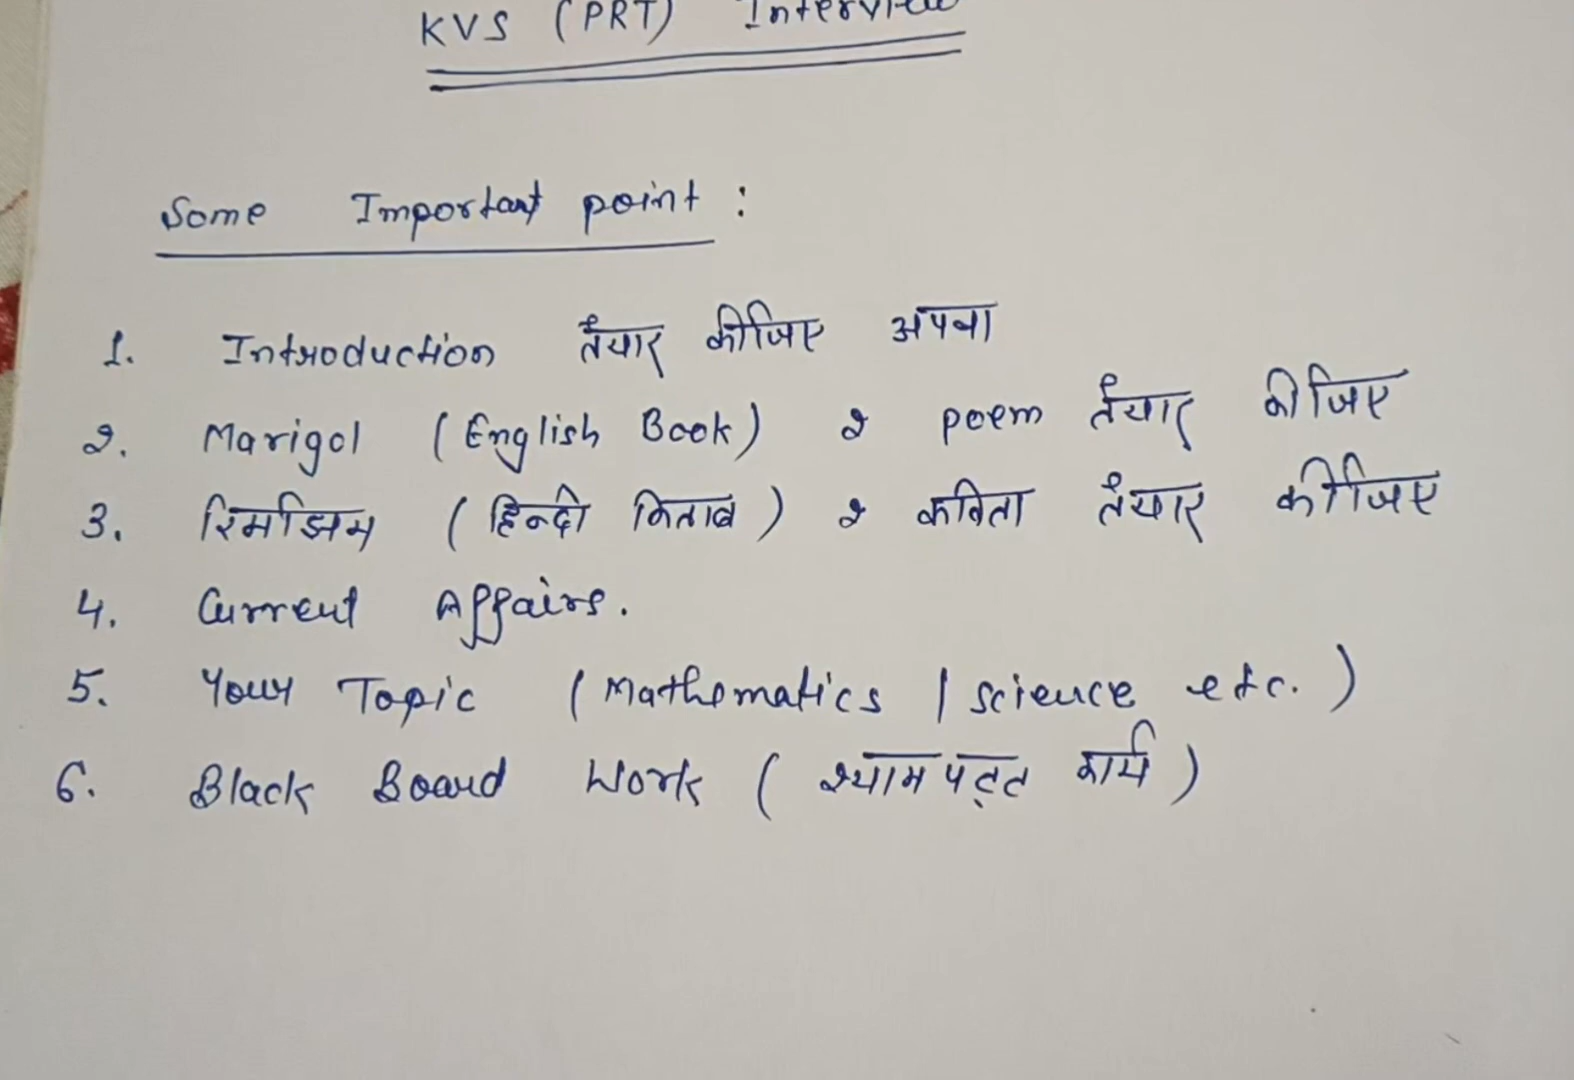 KVS (PRT) Interview
Some Important point :
1. Introduction तैयार कीजिए अपना
2. Marigol (English Book) 2 poem तैयार कीजिए
3. रिमझिम (हिन्दी किताब) 2 कविता तैयार कीजिए
4. Current Affairs.
5. Your Topic (Mathematics / science etc.)
6. Black Board Work (श्यामपट्ट कार्य)